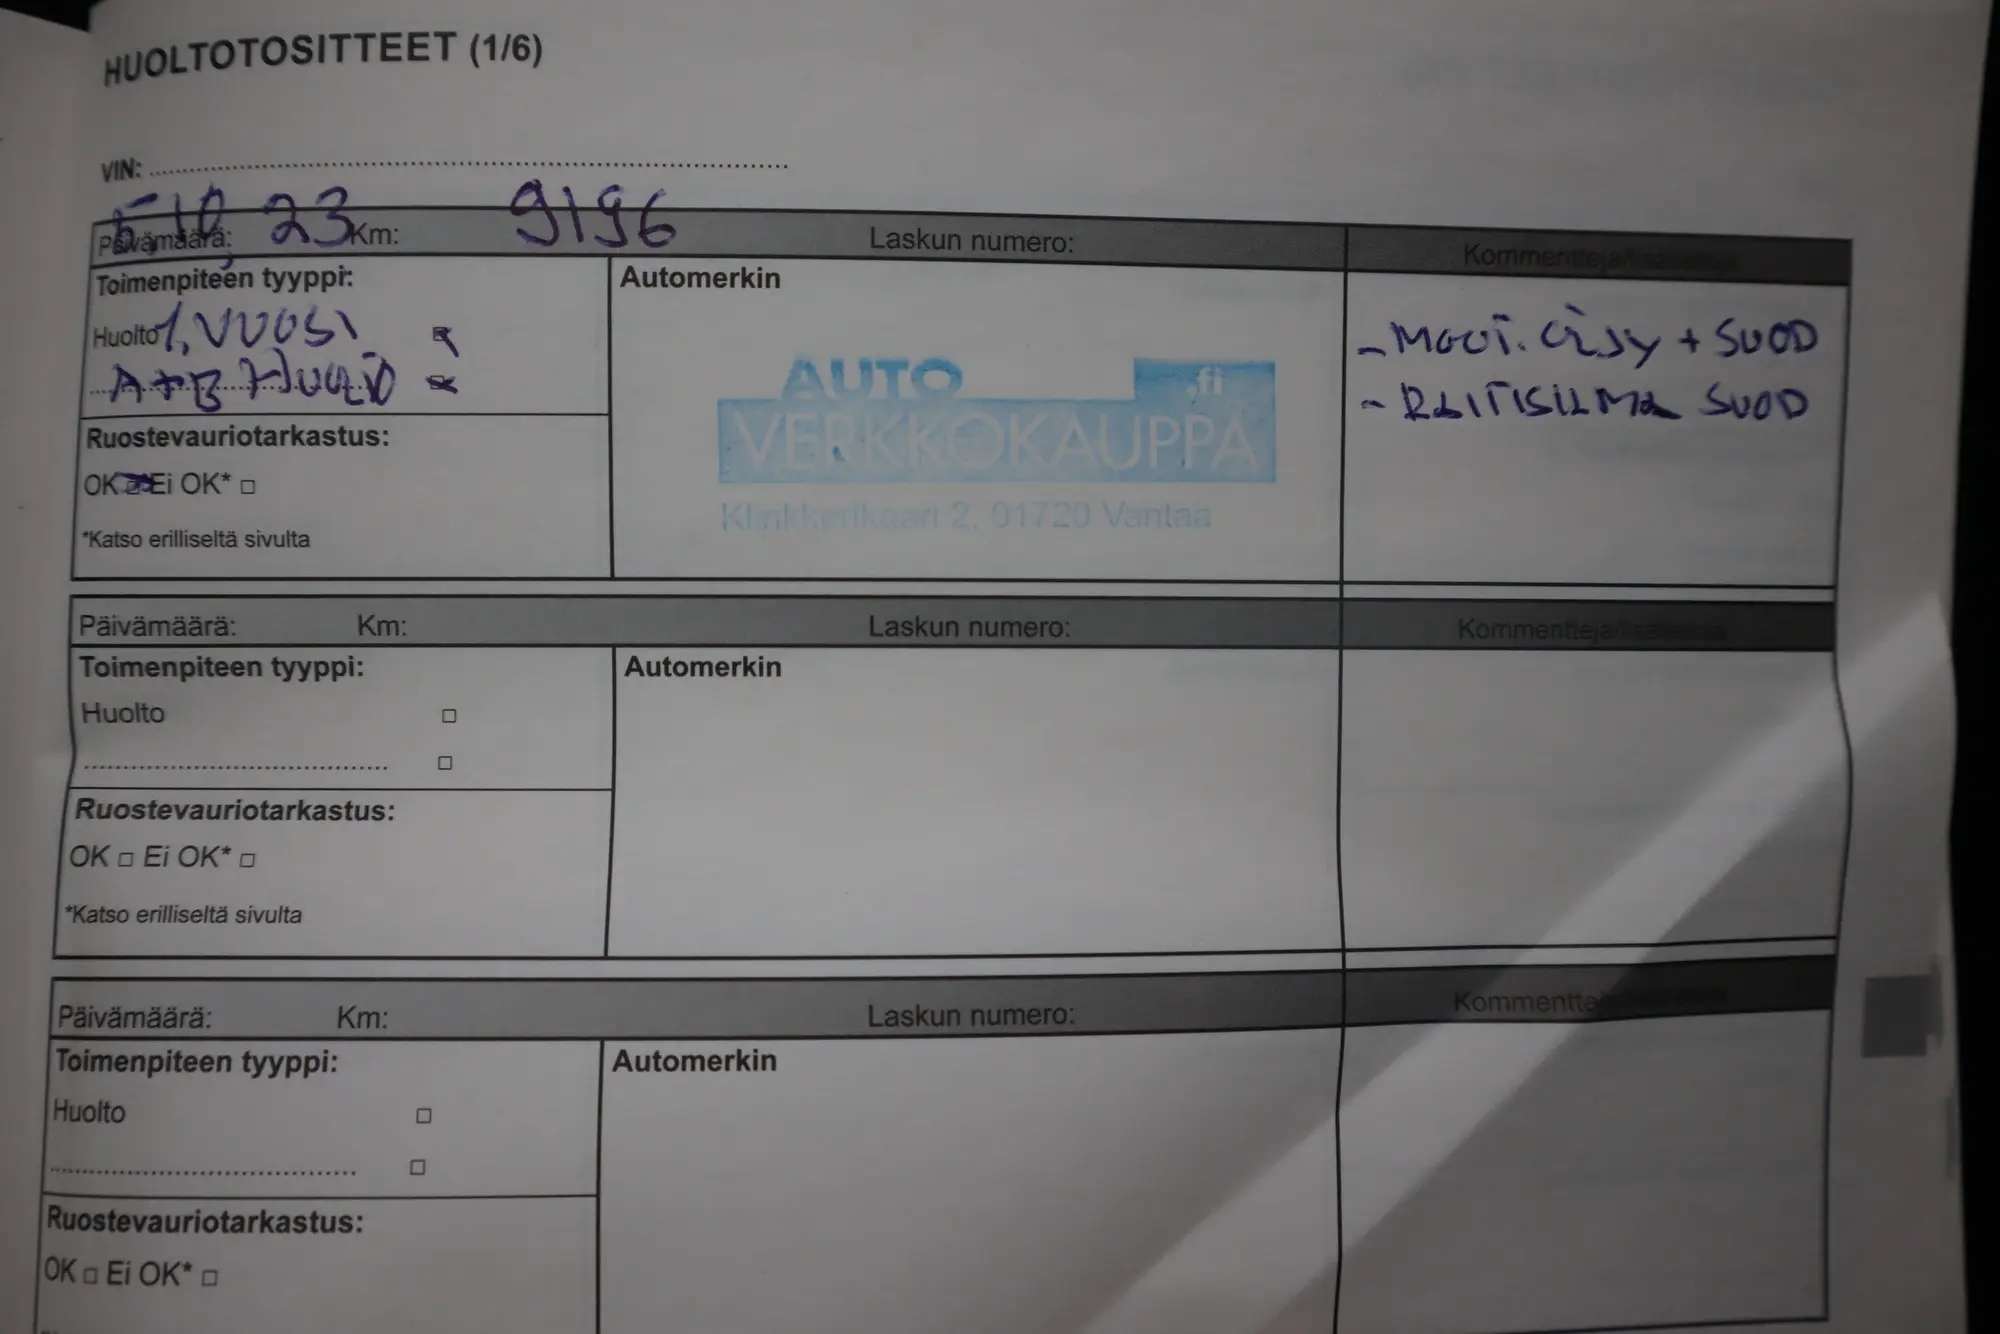 HUOLTOTOSITTEET (1/6)
VIN:
5.10 23 9196
Päivämäärä: Km: Laskun numero:
Toimenpiteen tyyppi: Automerkin
Huolto 1. VUOSI
A+B HUOLTO
- MOOT. ÖLJY + SUOD
- RAITISILMA SUOD
AUTO
.fi
VERKKOKAUPPA
Klinkkerikaari 2, 01720 Vantaa
Ruostevauriotarkastus:
OK Ei OK* □
*Katso erilliseltä sivulta
Päivämäärä: Km: Laskun numero:
Toimenpiteen tyyppi: Automerkin
Huolto □
□
Ruostevauriotarkastus:
OK □ Ei OK* □
*Katso erilliseltä sivulta
Päivämäärä: Km: Laskun numero:
Toimenpiteen tyyppi: Automerkin
Huolto □
□
Ruostevauriotarkastus:
OK □ Ei OK* □